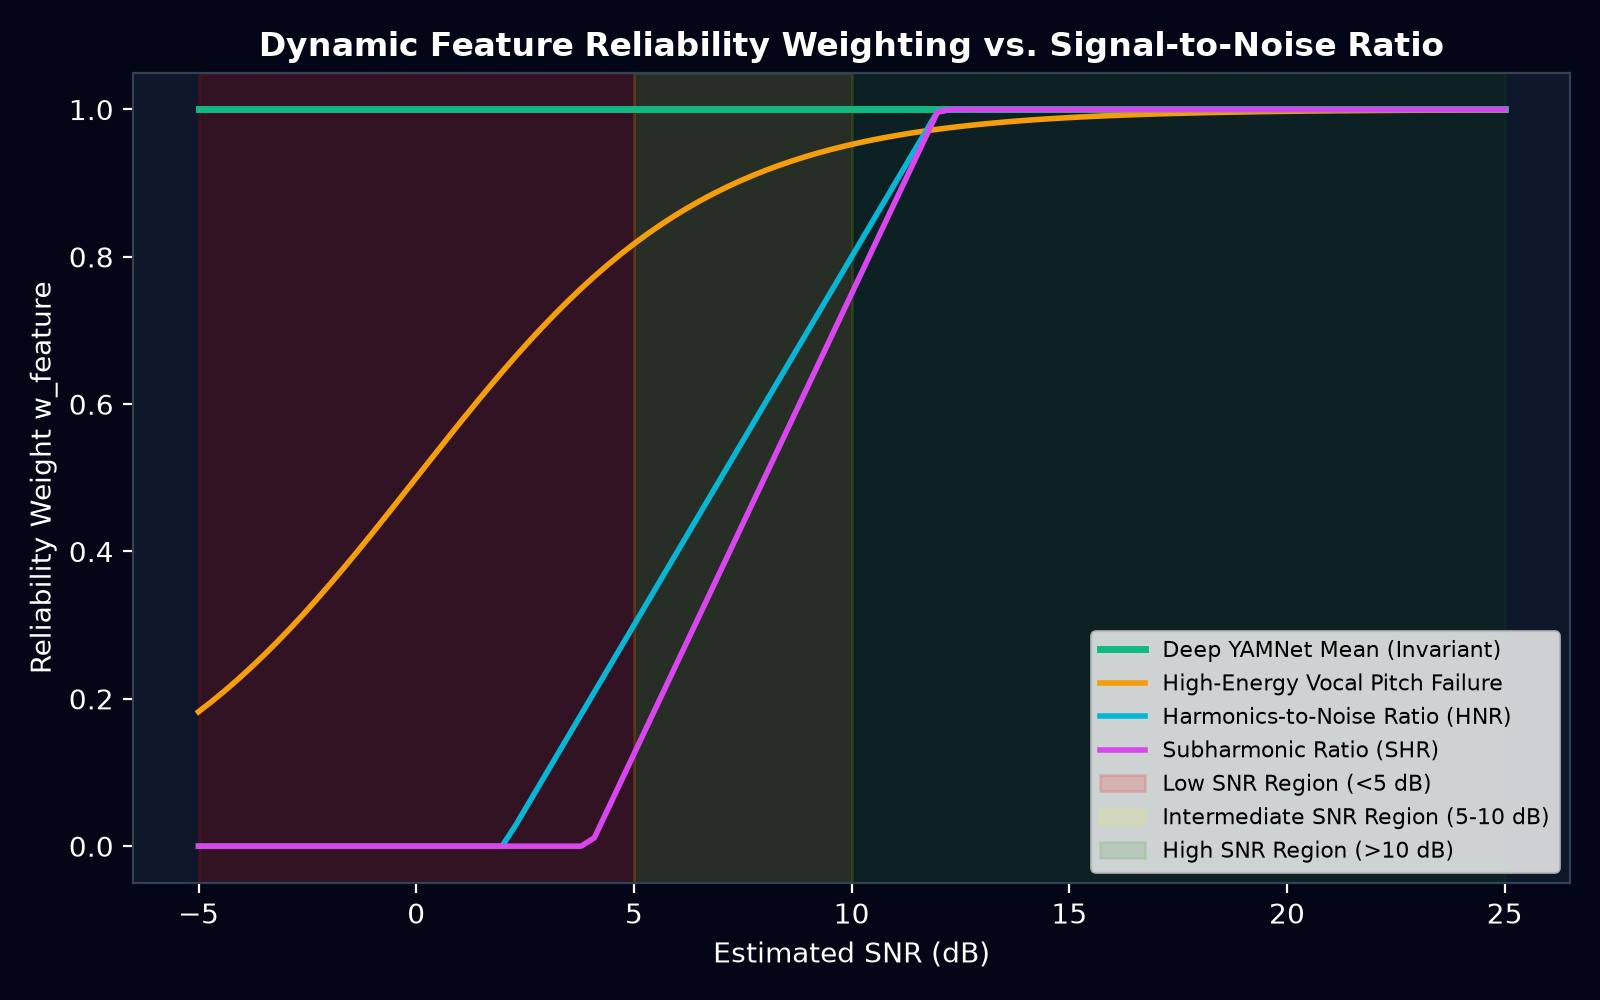 Dynamic Feature Reliability Weighting vs. Signal-to-Noise Ratio
Reliability Weight w_feature
1.0
0.8
0.6
0.4
0.2
0.0
Deep YAMNet Mean (Invariant)
High-Energy Vocal Pitch Failure
Harmonics-to-Noise Ratio (HNR)
Subharmonic Ratio (SHR)
Low SNR Region (<5 dB)
Intermediate SNR Region (5-10 dB)
High SNR Region (>10 dB)
−5 0 5 10 15 20 25
Estimated SNR (dB)